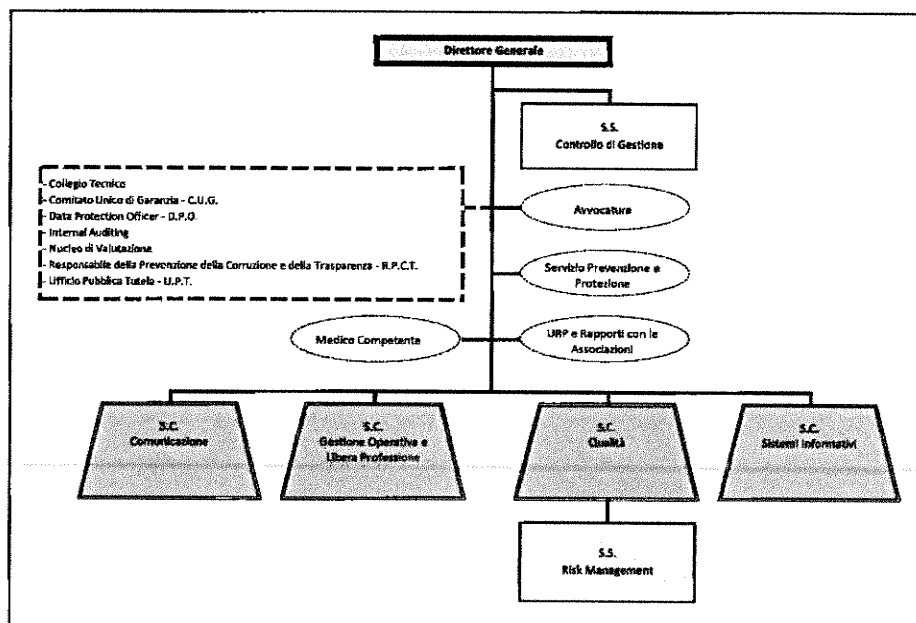 Direttore Generale
S.S.
Controllo di Gestione
- Collegio Tecnico
- Comitato Unico di Garanzia - C.U.G.
- Data Protection Officer - D.P.O.
- Internal Auditing
- Nucleo di Valutazione
- Responsabile della Prevenzione della Corruzione e della Trasparenza - R.P.C.T.
- Ufficio Pubblica Tutela - U.P.T.
Avvocatura
Servizio Prevenzione e
Protezione
Medico Competente
URP e Rapporti con le
Associazioni
S.C.
Comunicazione
S.C.
Gestione Operativa e
Libera Professione
S.C.
Qualità
S.C.
Sistemi Informativi
S.S.
Risk Management